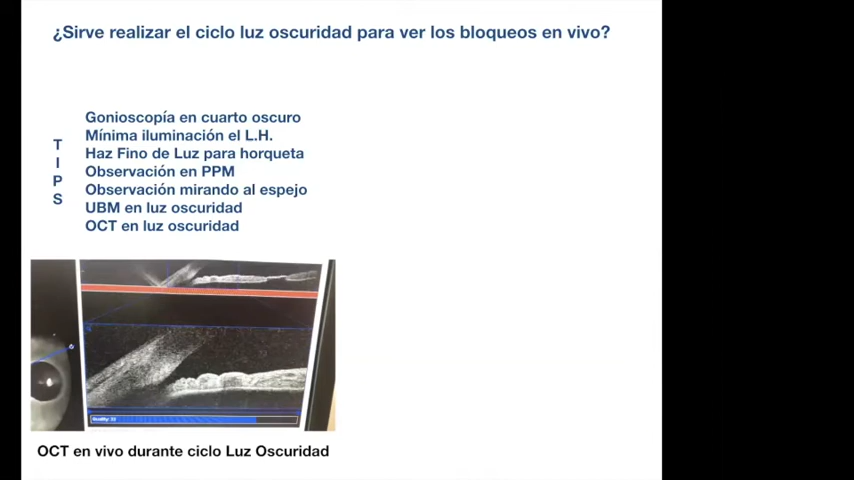 ¿Sirve realizar el ciclo luz oscuridad para ver los bloqueos en vivo?
TIPS
Gonioscopía en cuarto oscuro
Mínima iluminación el L.H.
Haz Fino de Luz para horqueta
Observación en PPM
Observación mirando al espejo
UBM en luz oscuridad
OCT en luz oscuridad
OCT en vivo durante ciclo Luz Oscuridad